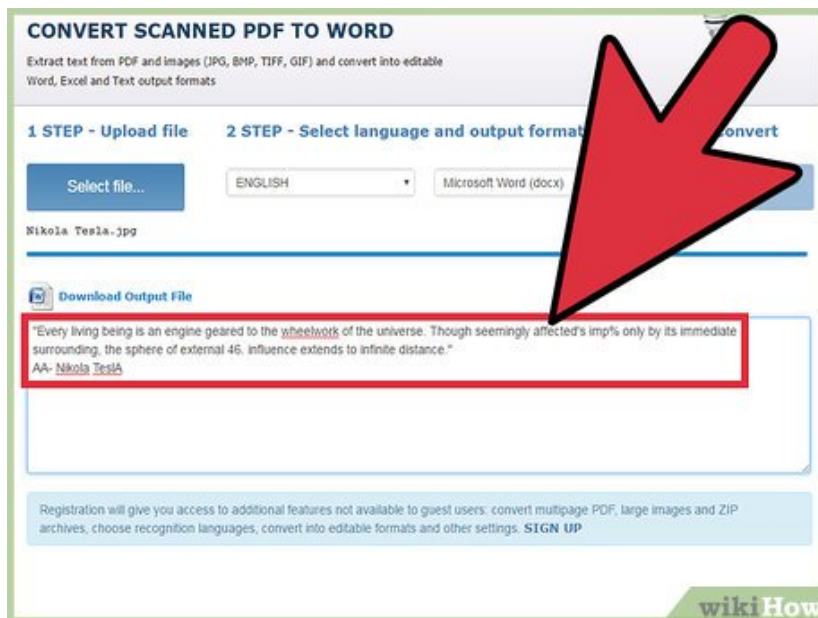 CONVERT SCANNED PDF TO WORD
Extract text from PDF and images (JPG, BMP, TIFF, GIF) and convert into editable
Word, Excel and Text output formats
1 STEP - Upload file 2 STEP - Select language and output format onvert
Select file... ENGLISH Microsoft Word (docx)
Nikola Tesla.jpg
Download Output File
"Every living being is an engine geared to the wheelwork of the universe. Though seemingly affected's imp% only by its immediate
surrounding, the sphere of external 46. influence extends to infinite distance."
AA- Nikola TeslA
Registration will give you access to additional features not available to guest users: convert multipage PDF, large images and ZIP
archives, choose recognition languages, convert into editable formats and other settings. SIGN UP
wikiHow